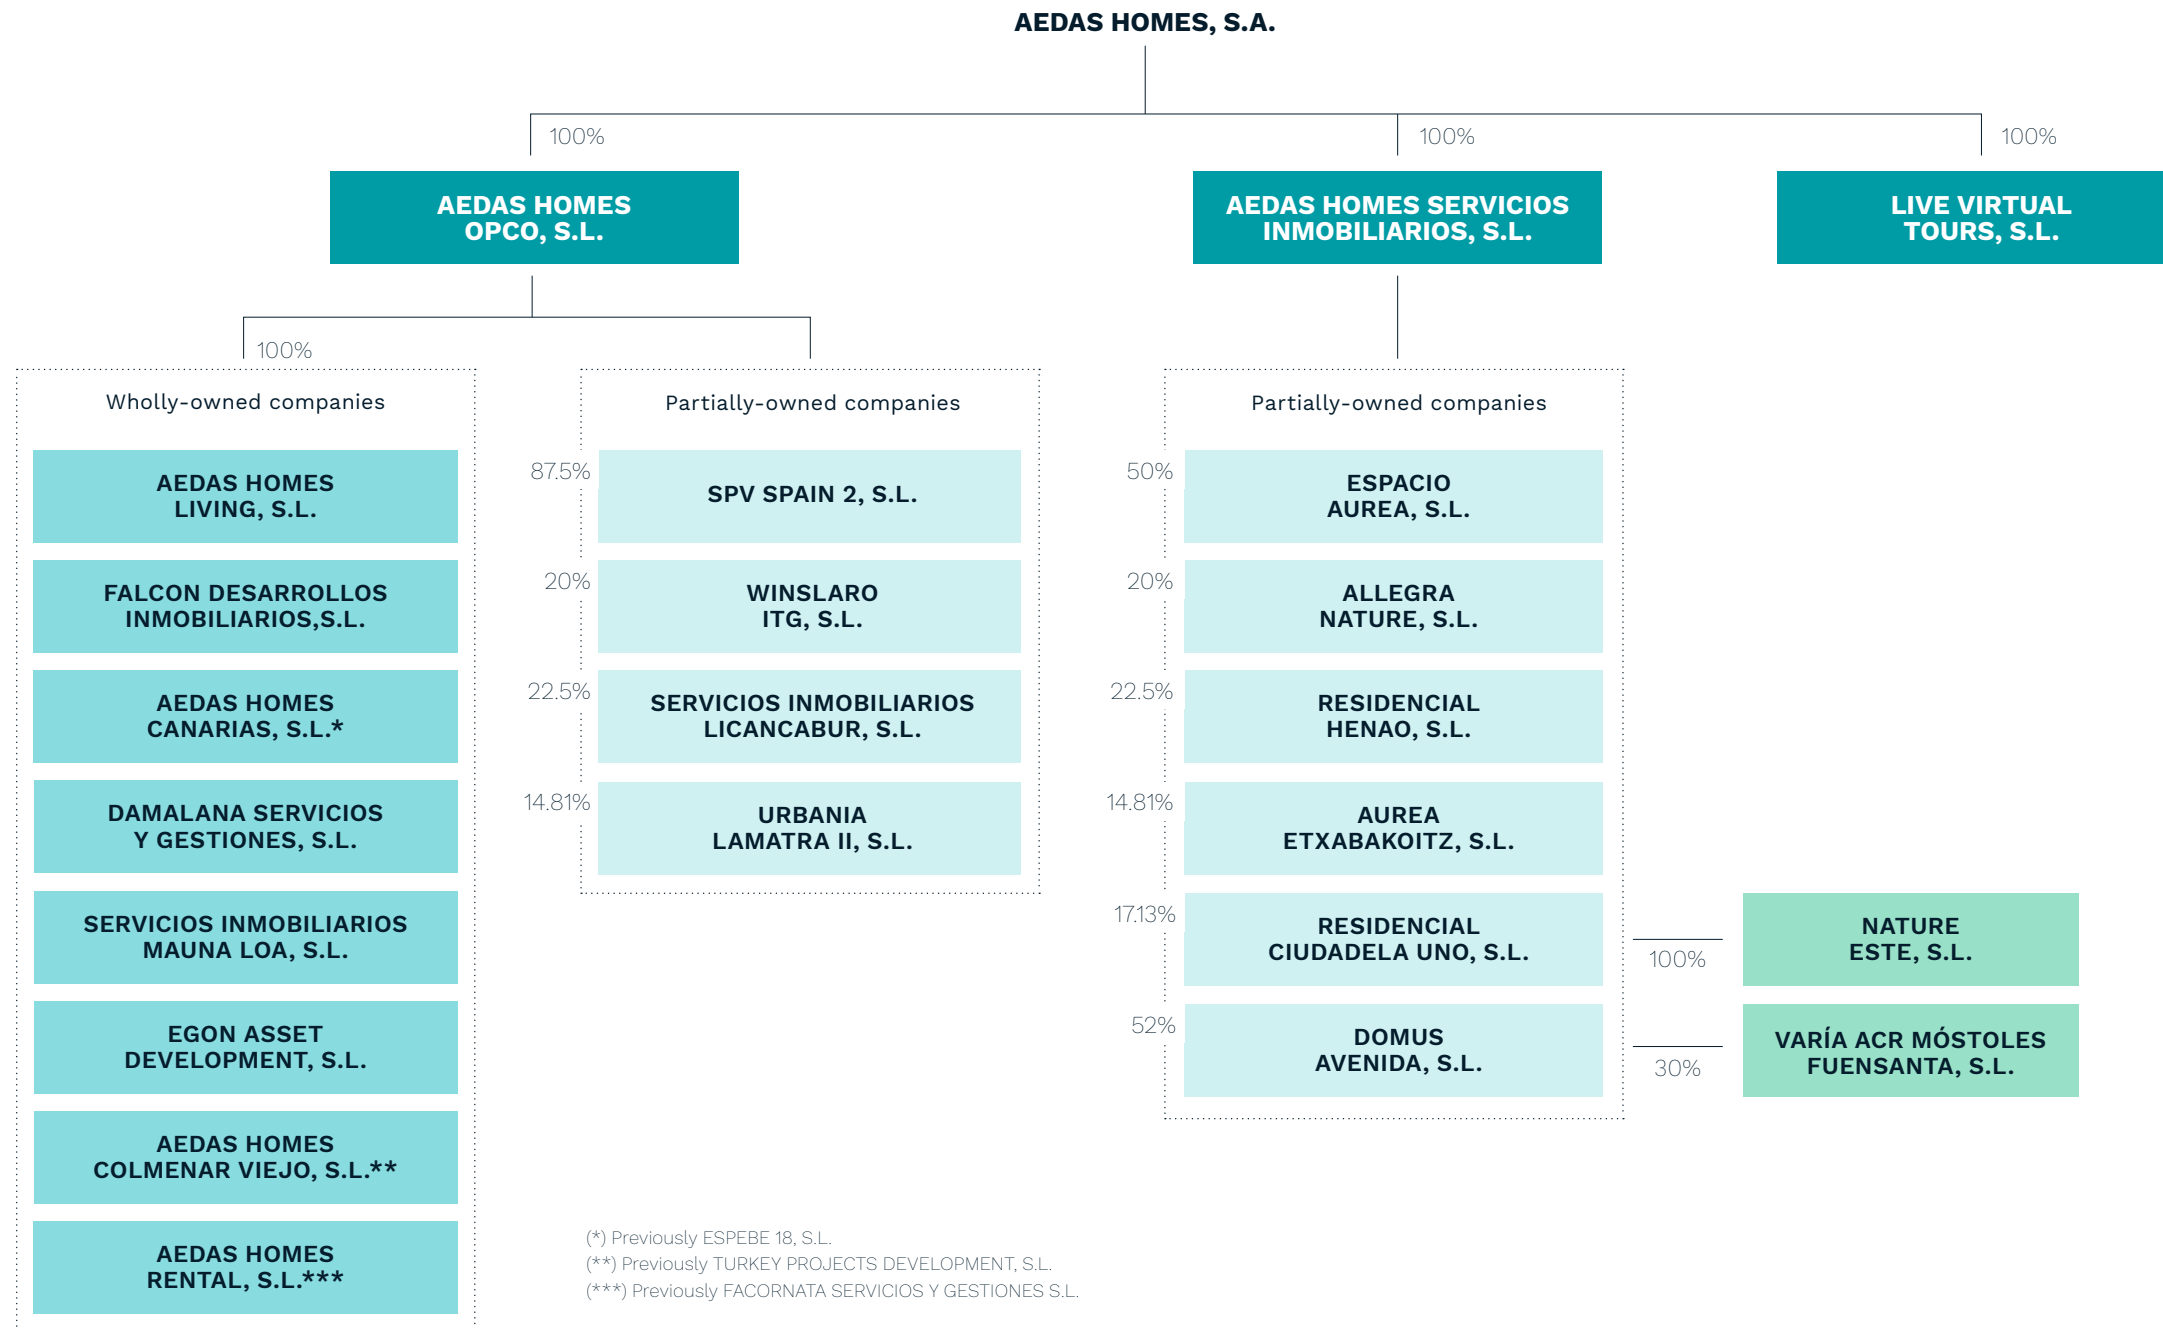 AEDAS HOMES, S.A.
100%
100%
100%
AEDAS HOMES
OPCO, S.L.
AEDAS HOMES SERVICIOS
INMOBILIARIOS, S.L.
LIVE VIRTUAL
TOURS, S.L.
100%
Wholly-owned companies
AEDAS HOMES
LIVING, S.L.
FALCON DESARROLLOS
INMOBILIARIOS,S.L.
AEDAS HOMES
CANARIAS, S.L.*
DAMALANA SERVICIOS
Y GESTIONES, S.L.
SERVICIOS INMOBILIARIOS
MAUNA LOA, S.L.
EGON ASSET
DEVELOPMENT, S.L.
AEDAS HOMES
COLMENAR VIEJO, S.L.**
AEDAS HOMES
RENTAL, S.L.***
Partially-owned companies
87.5%
SPV SPAIN 2, S.L.
20%
WINSLARO
ITG, S.L.
22.5%
SERVICIOS INMOBILIARIOS
LICANCABUR, S.L.
14.81%
URBANIA
LAMATRA II, S.L.
Partially-owned companies
50%
ESPACIO
AUREA, S.L.
20%
ALLEGRA
NATURE, S.L.
22.5%
RESIDENCIAL
HENAO, S.L.
14.81%
AUREA
ETXABAKOITZ, S.L.
17.13%
RESIDENCIAL
CIUDADELA UNO, S.L.
100%
NATURE
ESTE, S.L.
52%
DOMUS
AVENIDA, S.L.
30%
VARÍA ACR MÓSTOLES
FUENSANTA, S.L.
(*) Previously ESPEBE 18, S.L.
(**) Previously TURKEY PROJECTS DEVELOPMENT, S.L.
(***) Previously FACORNATA SERVICIOS Y GESTIONES S.L.